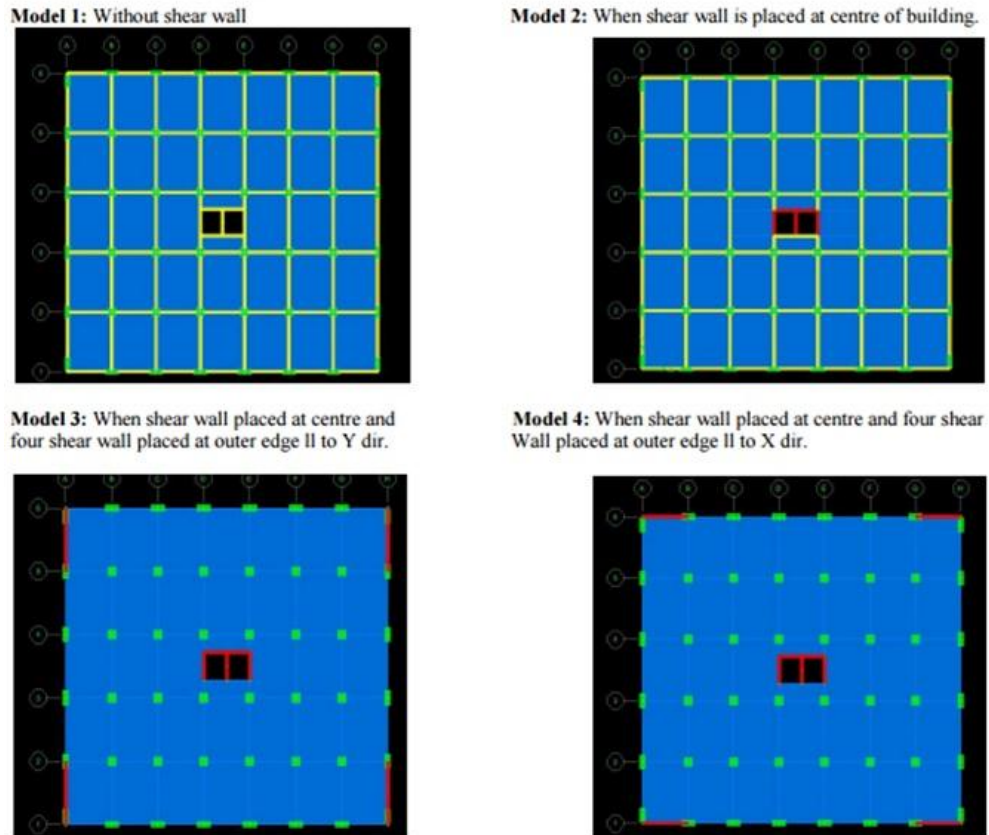 Model 1: Without shear wall
Model 2: When shear wall is placed at centre of building.
A B C D E F G H
A B C D E F G H
Model 3: When shear wall placed at centre and
four shear wall placed at outer edge ll to Y dir.
Model 4: When shear wall placed at centre and four shear
Wall placed at outer edge ll to X dir.